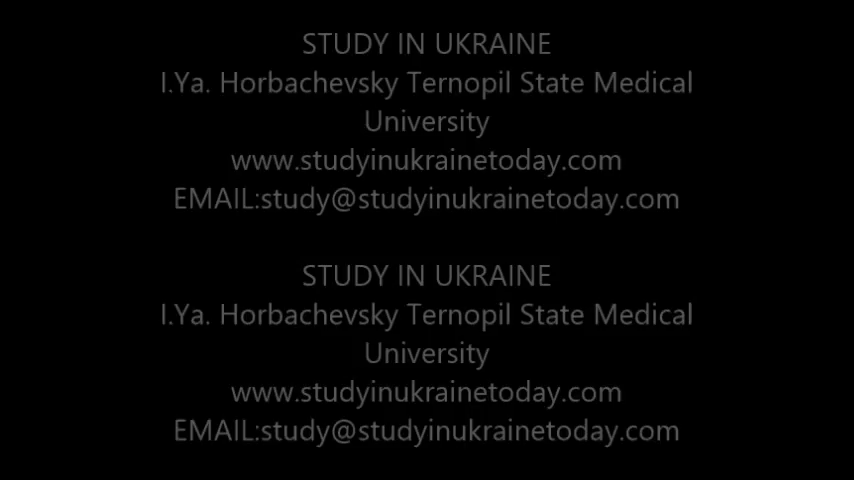 STUDY IN UKRAINE
I.Ya. Horbachevsky Ternopil State Medical
University
www.studyinukrainetoday.com
EMAIL:study@studyinukrainetoday.com
STUDY IN UKRAINE
I.Ya. Horbachevsky Ternopil State Medical
University
www.studyinukrainetoday.com
EMAIL:study@studyinukrainetoday.com